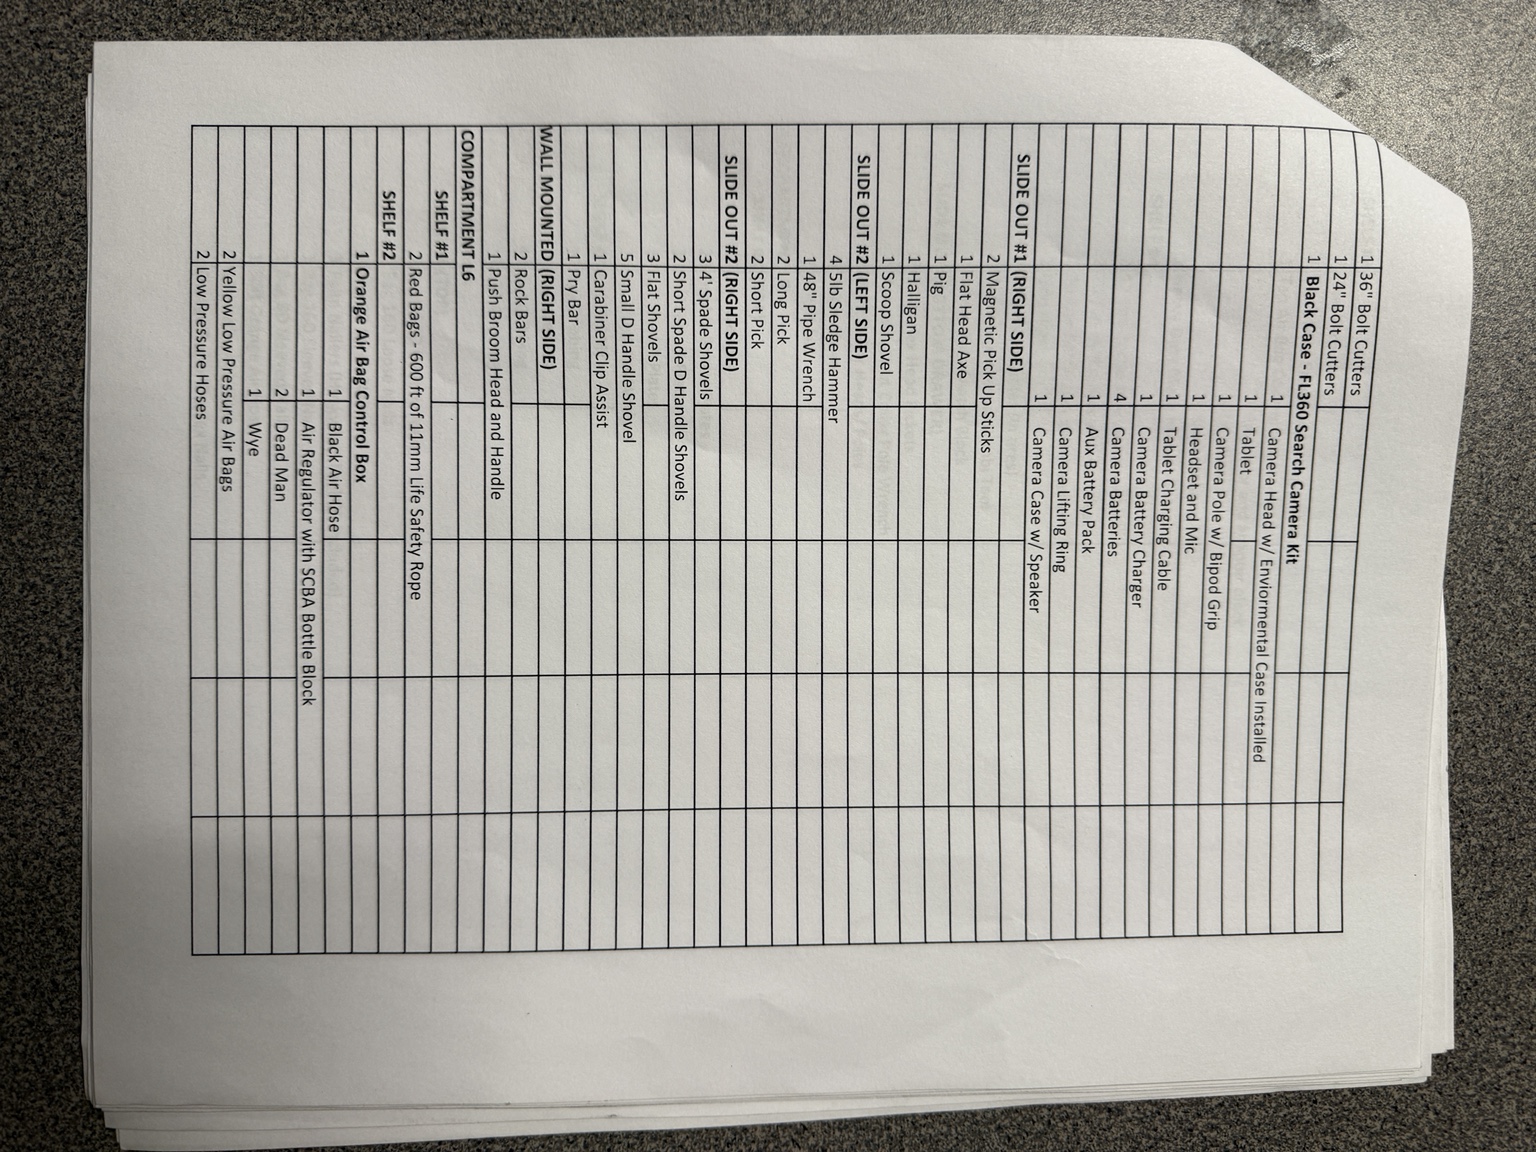 1 36" Bolt Cutters
1 24" Bolt Cutters
1 Black Case - FL360 Search Camera Kit
1 Camera Head w/ Enviormental Case Installed
1 Tablet
1 Camera Pole w/ Bipod Grip
1 Headset and Mic
1 Tablet Charging Cable
1 Camera Battery Charger
4 Camera Batteries
1 Aux Battery Pack
1 Camera Lifting Ring
1 Camera Case w/ Speaker
SLIDE OUT #1 (RIGHT SIDE)
2 Magnetic Pick Up Sticks
1 Flat Head Axe
1 Pig
1 Halligan
1 Scoop Shovel
SLIDE OUT #2 (LEFT SIDE)
4 5lb Sledge Hammer
1 48" Pipe Wrench
2 Long Pick
2 Short Pick
SLIDE OUT #2 (RIGHT SIDE)
3 4' Spade Shovels
2 Short Spade D Handle Shovels
3 Flat Shovels
5 Small D Handle Shovel
1 Carabiner Clip Assist
1 Pry Bar
WALL MOUNTED (RIGHT SIDE)
2 Rock Bars
1 Push Broom Head and Handle
COMPARTMENT L6
SHELF #1
2 Red Bags - 600 ft of 11mm Life Safety Rope
SHELF #2
1 Orange Air Bag Control Box
1 Black Air Hose
1 Air Regulator with SCBA Bottle Block
2 Dead Man
1 Wye
2 Yellow Low Pressure Air Bags
2 Low Pressure Hoses